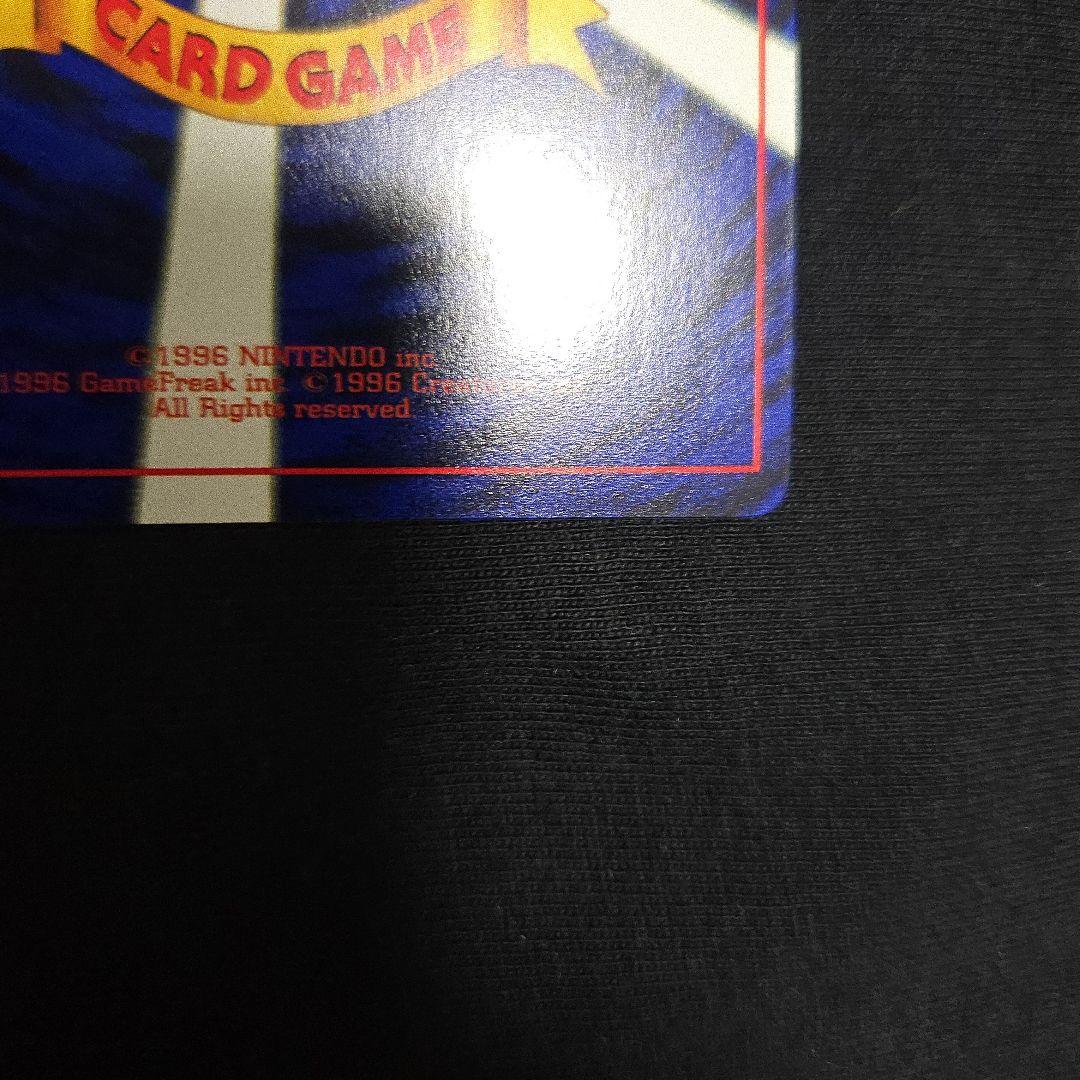 CARD GAME
©1996 NINTENDO inc
1996 GameFreak inc. ©1996
All Rights reserved